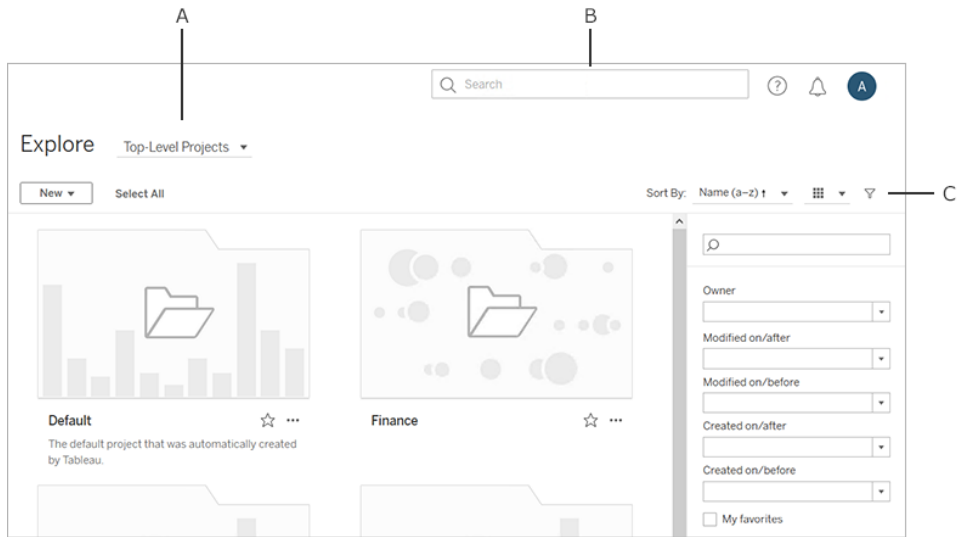 A
B
Search
A
Explore
Top-Level Projects
New
Select All
Sort By:
Name (a–z)
C
Owner
Modified on/after
Modified on/before
Created on/after
Created on/before
My favorites
Default
The default project that was automatically created
by Tableau.
Finance